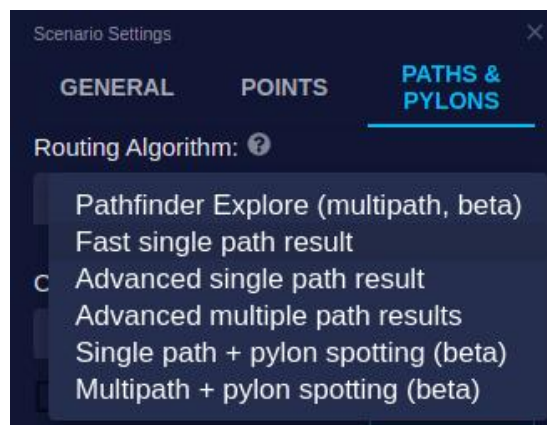 Scenario Settings
GENERAL
POINTS
PATHS &
PYLONS
Routing Algorithm:
Pathfinder Explore (multipath, beta)
Fast single path result
Advanced single path result
Advanced multiple path results
Single path + pylon spotting (beta)
Multipath + pylon spotting (beta)